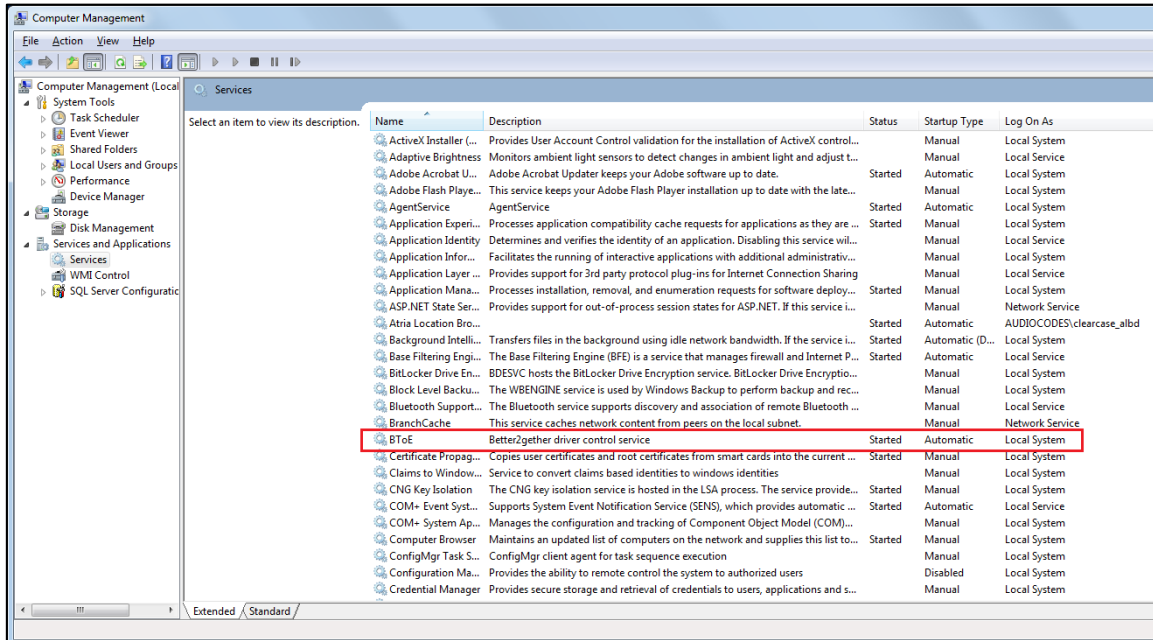 Computer Management
File Action View Help
Computer Management (Local
System Tools
Task Scheduler
Event Viewer
Shared Folders
Local Users and Groups
Performance
Device Manager
Storage
Disk Management
Services and Applications
Services
WMI Control
SQL Server Configuratic
Services
Select an item to view its description.
Name Description Status Startup Type Log On As
ActiveX Installer (... Provides User Account Control validation for the installation of ActiveX control... Manual Local System
Adaptive Brightness Monitors ambient light sensors to detect changes in ambient light and adjust t... Manual Local Service
Adobe Acrobat U... Adobe Acrobat Updater keeps your Adobe software up to date. Started Automatic Local System
Adobe Flash Playe... This service keeps your Adobe Flash Player installation up to date with the late... Manual Local System
AgentService AgentService Started Automatic Local System
Application Experi... Processes application compatibility cache requests for applications as they are ... Started Manual Local System
Application Identity Determines and verifies the identity of an application. Disabling this service wil... Manual Local Service
Application Infor... Facilitates the running of interactive applications with additional administrativ... Manual Local System
Application Layer ... Provides support for 3rd party protocol plug-ins for Internet Connection Sharing Manual Local Service
Application Mana... Processes installation, removal, and enumeration requests for software deploy... Started Manual Local System
ASP.NET State Ser... Provides support for out-of-process session states for ASP.NET. If this service i... Manual Network Service
Atria Location Bro... Started Automatic AUDIOCODES\clearcase_albd
Background Intelli... Transfers files in the background using idle network bandwidth. If the service i... Started Automatic (D... Local System
Base Filtering Engi... The Base Filtering Engine (BFE) is a service that manages firewall and Internet P... Started Automatic Local Service
BitLocker Drive En... BDESVC hosts the BitLocker Drive Encryption service. BitLocker Drive Encryptio... Manual Local System
Block Level Backu... The WBENGINE service is used by Windows Backup to perform backup and rec... Manual Local System
Bluetooth Support... The Bluetooth service supports discovery and association of remote Bluetooth ... Manual Local Service
BranchCache This service caches network content from peers on the local subnet. Manual Network Service
BToE Better2gether driver control service Started Automatic Local System
Certificate Propag... Copies user certificates and root certificates from smart cards into the current ... Started Manual Local System
Claims to Window... Service to convert claims based identities to windows identities Manual Local System
CNG Key Isolation The CNG key isolation service is hosted in the LSA process. The service provide... Started Manual Local System
COM+ Event Syst... Supports System Event Notification Service (SENS), which provides automatic ... Started Automatic Local Service
COM+ System Ap... Manages the configuration and tracking of Component Object Model (COM)... Manual Local System
Computer Browser Maintains an updated list of computers on the network and supplies this list to... Started Manual Local System
ConfigMgr Task S... ConfigMgr client agent for task sequence execution Manual Local System
Configuration Ma... Provides the ability to remote control the system to authorized users Disabled Local System
Credential Manager Provides secure storage and retrieval of credentials to users, applications and s... Manual Local System
Extended Standard